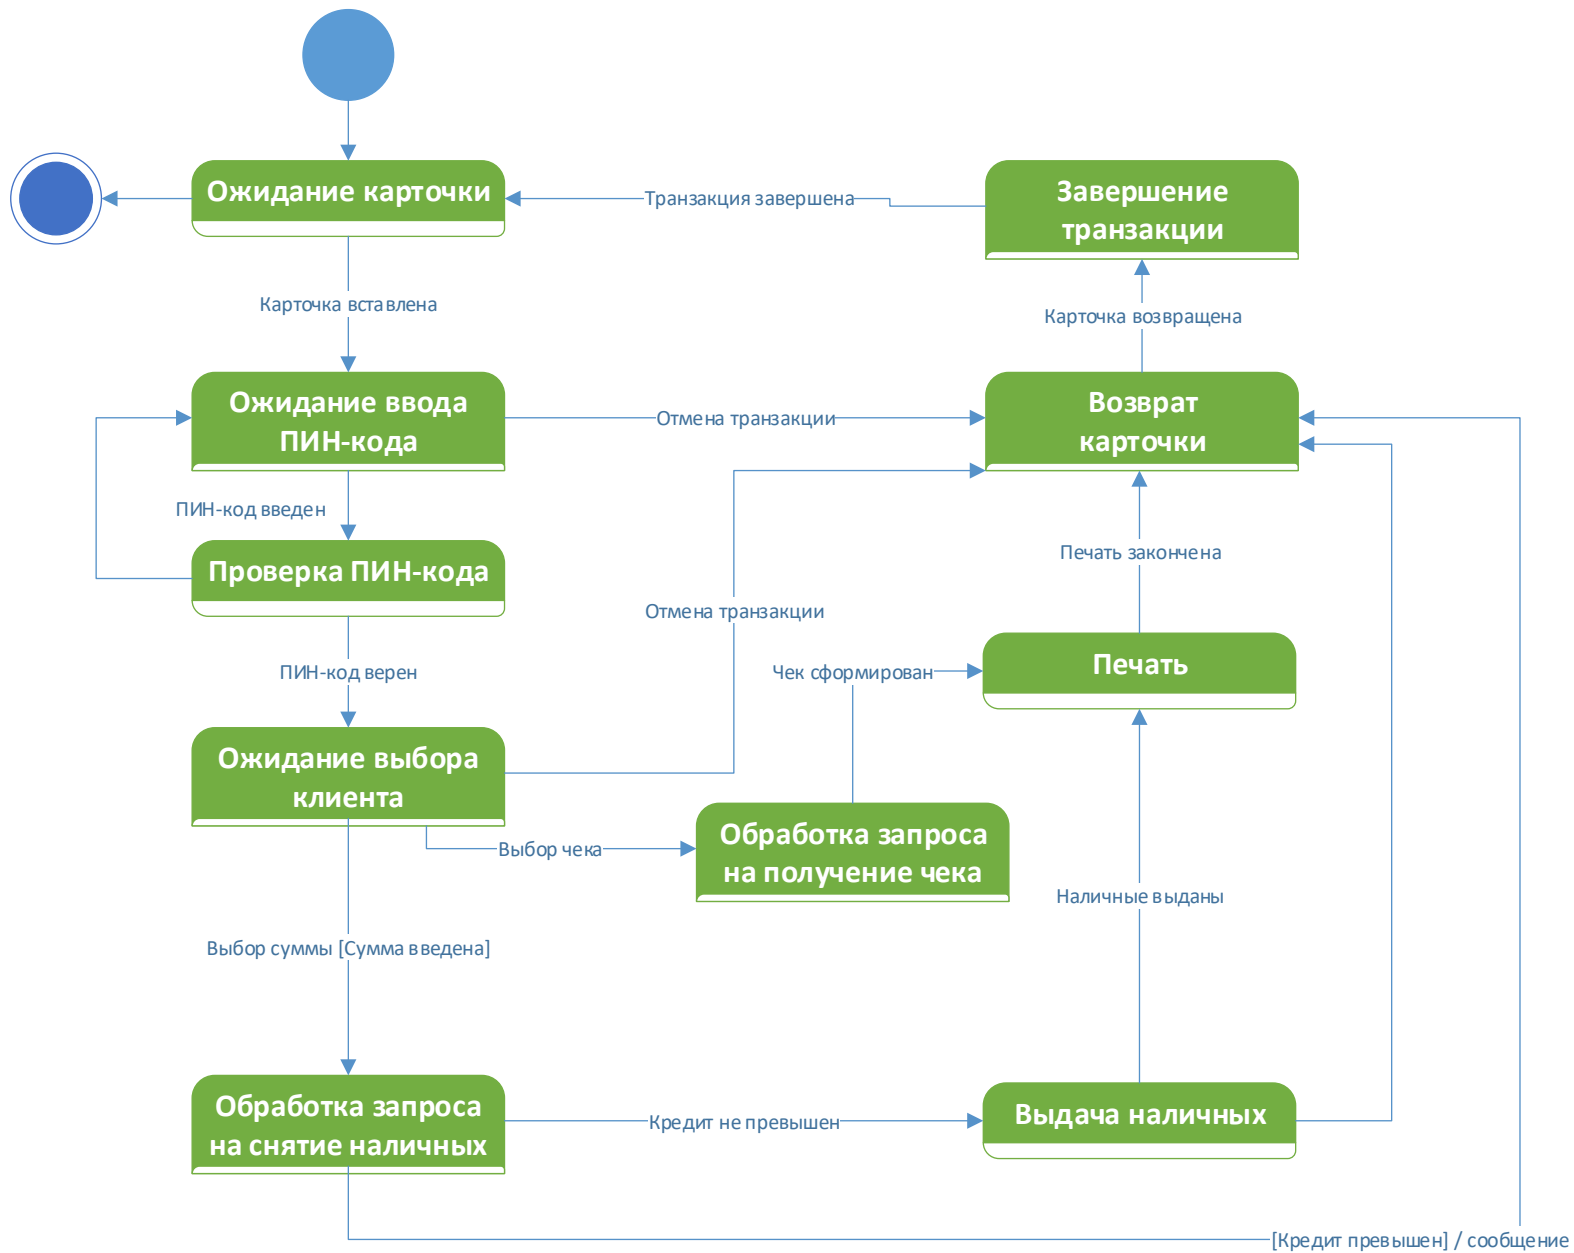 Ожидание карточки
Транзакция завершена
Завершение
транзакции
Карточка вставлена
Карточка возвращена
Ожидание ввода
ПИН-кода
Отмена транзакции
Возврат
карточки
ПИН-код введен
Проверка ПИН-кода
Печать закончена
Отмена транзакции
ПИН-код верен
Чек сформирован
Печать
Ожидание выбора
клиента
Выбор чека
Обработка запроса
на получение чека
Наличные выданы
Выбор суммы [Сумма введена]
Обработка запроса
на снятие наличных
Кредит не превышен
Выдача наличных
[Кредит превышен] / сообщение